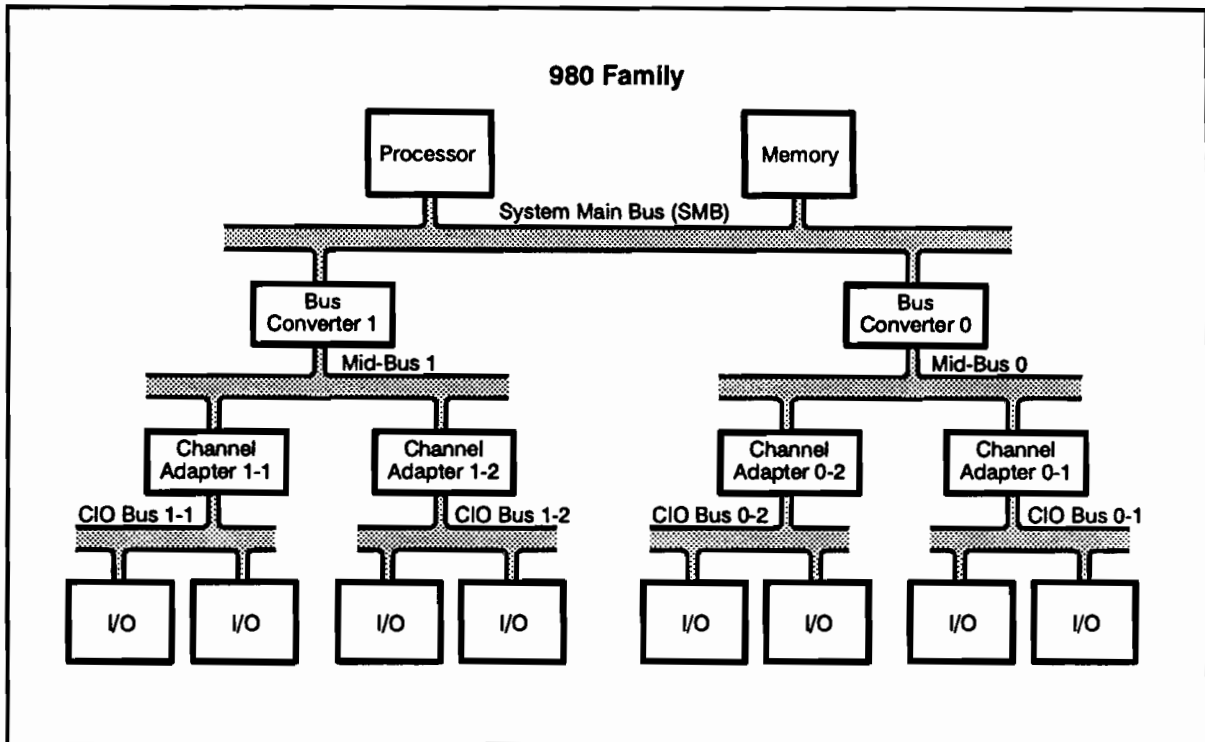 980 Family
Processor
Memory
System Main Bus (SMB)
Bus
Converter 1
Bus
Converter 0
Mid-Bus 1
Mid-Bus 0
Channel
Adapter 1-1
Channel
Adapter 1-2
Channel
Adapter 0-2
Channel
Adapter 0-1
CIO Bus 1-1
CIO Bus 1-2
CIO Bus 0-2
CIO Bus 0-1
I/O
I/O
I/O
I/O
I/O
I/O
I/O
I/O